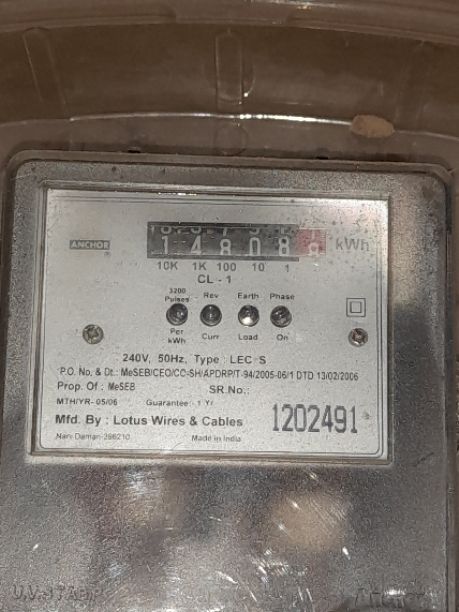 ANCHOR
14808 8 kWh
10K 1K 100 10 1
CL - 1
3200 Pulses Per kWh
Rev Curr
Earth Load
Phase On
240V, 50Hz, Type : LEC S
P.O. No, & Dt.: MeSEB/CEO/CC-SH/APDRP/T-94/2005-06/1 DTD 13/02/2006
Prop. Of : MeSEB SR.No.:
MTH/YR- 05/06 Guarantee- 1 Yr
Mfd. By : Lotus Wires & Cables 1202491
Nani Daman-396210 Made in India